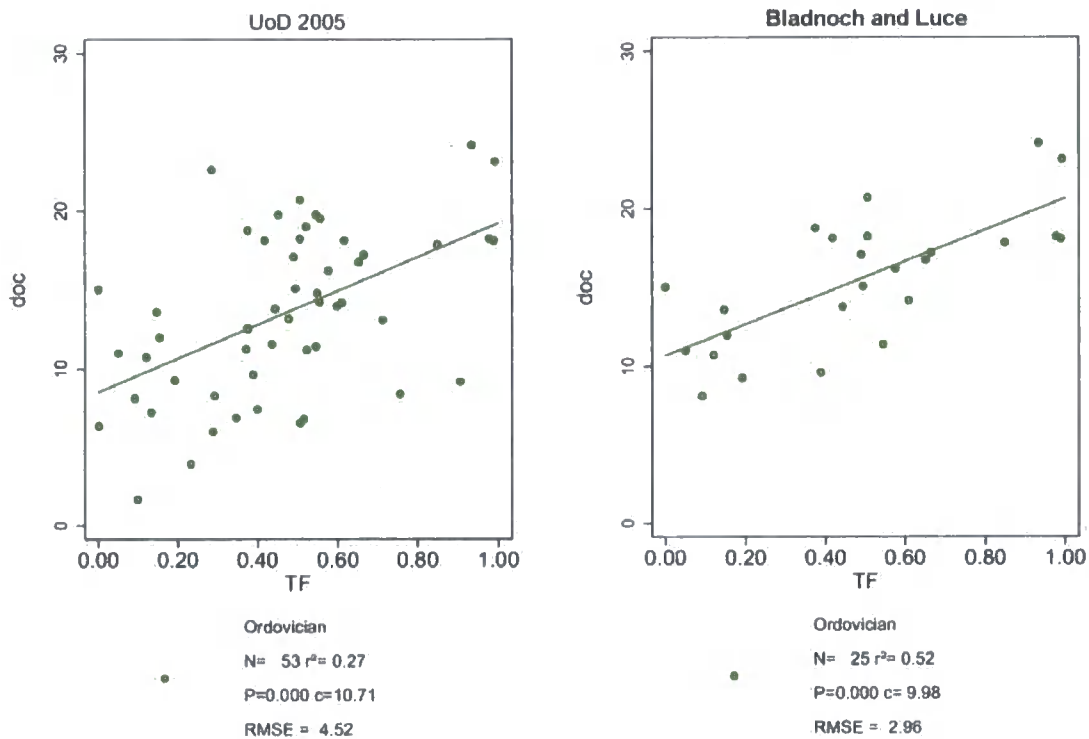 UoD 2005
30
20
10
0
doc
0.00 0.20 0.40 0.60 0.80 1.00
TF
Ordovician
N= 53 r²= 0.27
P=0.000 c=10.71
RMSE = 4.52
Bladnoch and Luce
30
20
10
0
doc
0.00 0.20 0.40 0.60 0.80 1.00
TF
Ordovician
N= 25 r²= 0.52
P=0.000 c= 9.98
RMSE = 2.96